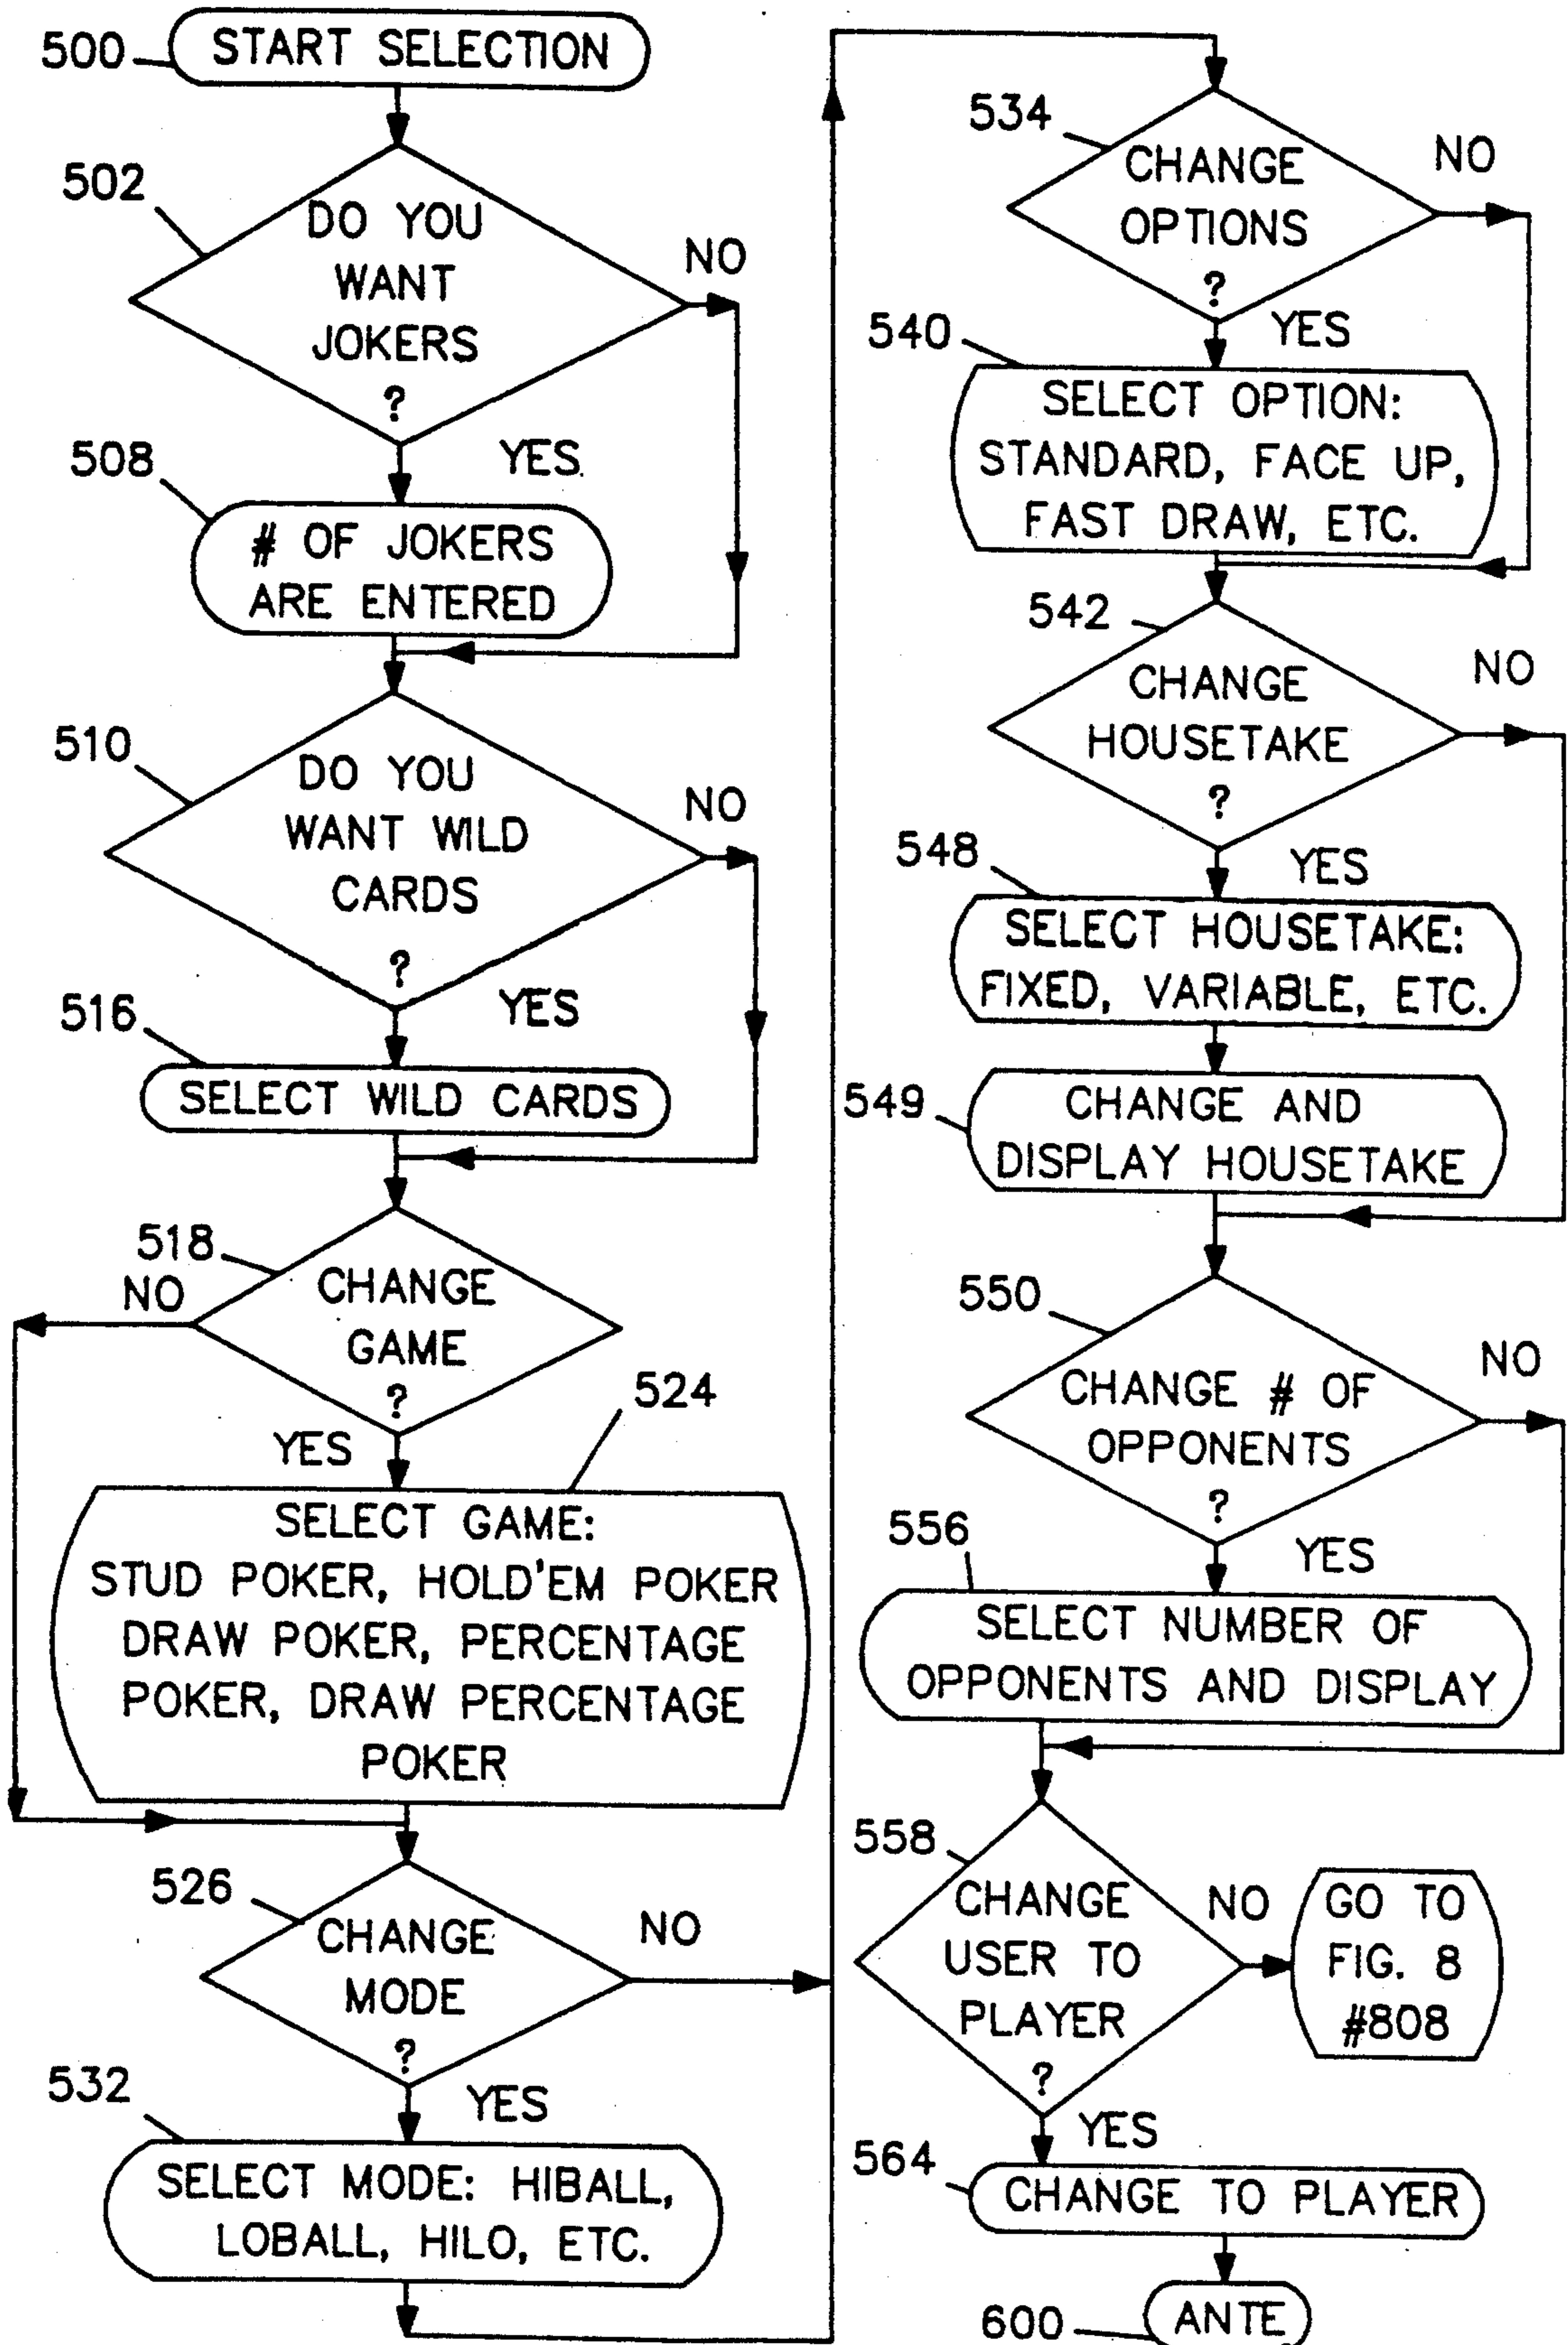 500
START SELECTION
502
DO YOU
WANT
JOKERS
?
NO
YES
508
# OF JOKERS
ARE ENTERED
510
DO YOU
WANT WILD
CARDS
?
NO
YES
516
SELECT WILD CARDS
518
NO
CHANGE
GAME
?
YES
524
SELECT GAME:
STUD POKER, HOLD'EM POKER
DRAW POKER, PERCENTAGE
POKER, DRAW PERCENTAGE
POKER
526
CHANGE
MODE
?
NO
YES
532
SELECT MODE: HIBALL,
LOBALL, HILO, ETC.
534
CHANGE
OPTIONS
?
NO
YES
540
SELECT OPTION:
STANDARD, FACE UP,
FAST DRAW, ETC.
542
CHANGE
HOUSETAKE
?
NO
YES
548
SELECT HOUSETAKE:
FIXED, VARIABLE, ETC.
549
CHANGE AND
DISPLAY HOUSETAKE
550
CHANGE # OF
OPPONENTS
?
NO
YES
556
SELECT NUMBER OF
OPPONENTS AND DISPLAY
558
CHANGE
USER TO
PLAYER
?
NO
GO TO
FIG. 8
#808
YES
564
CHANGE TO PLAYER
600
ANTE